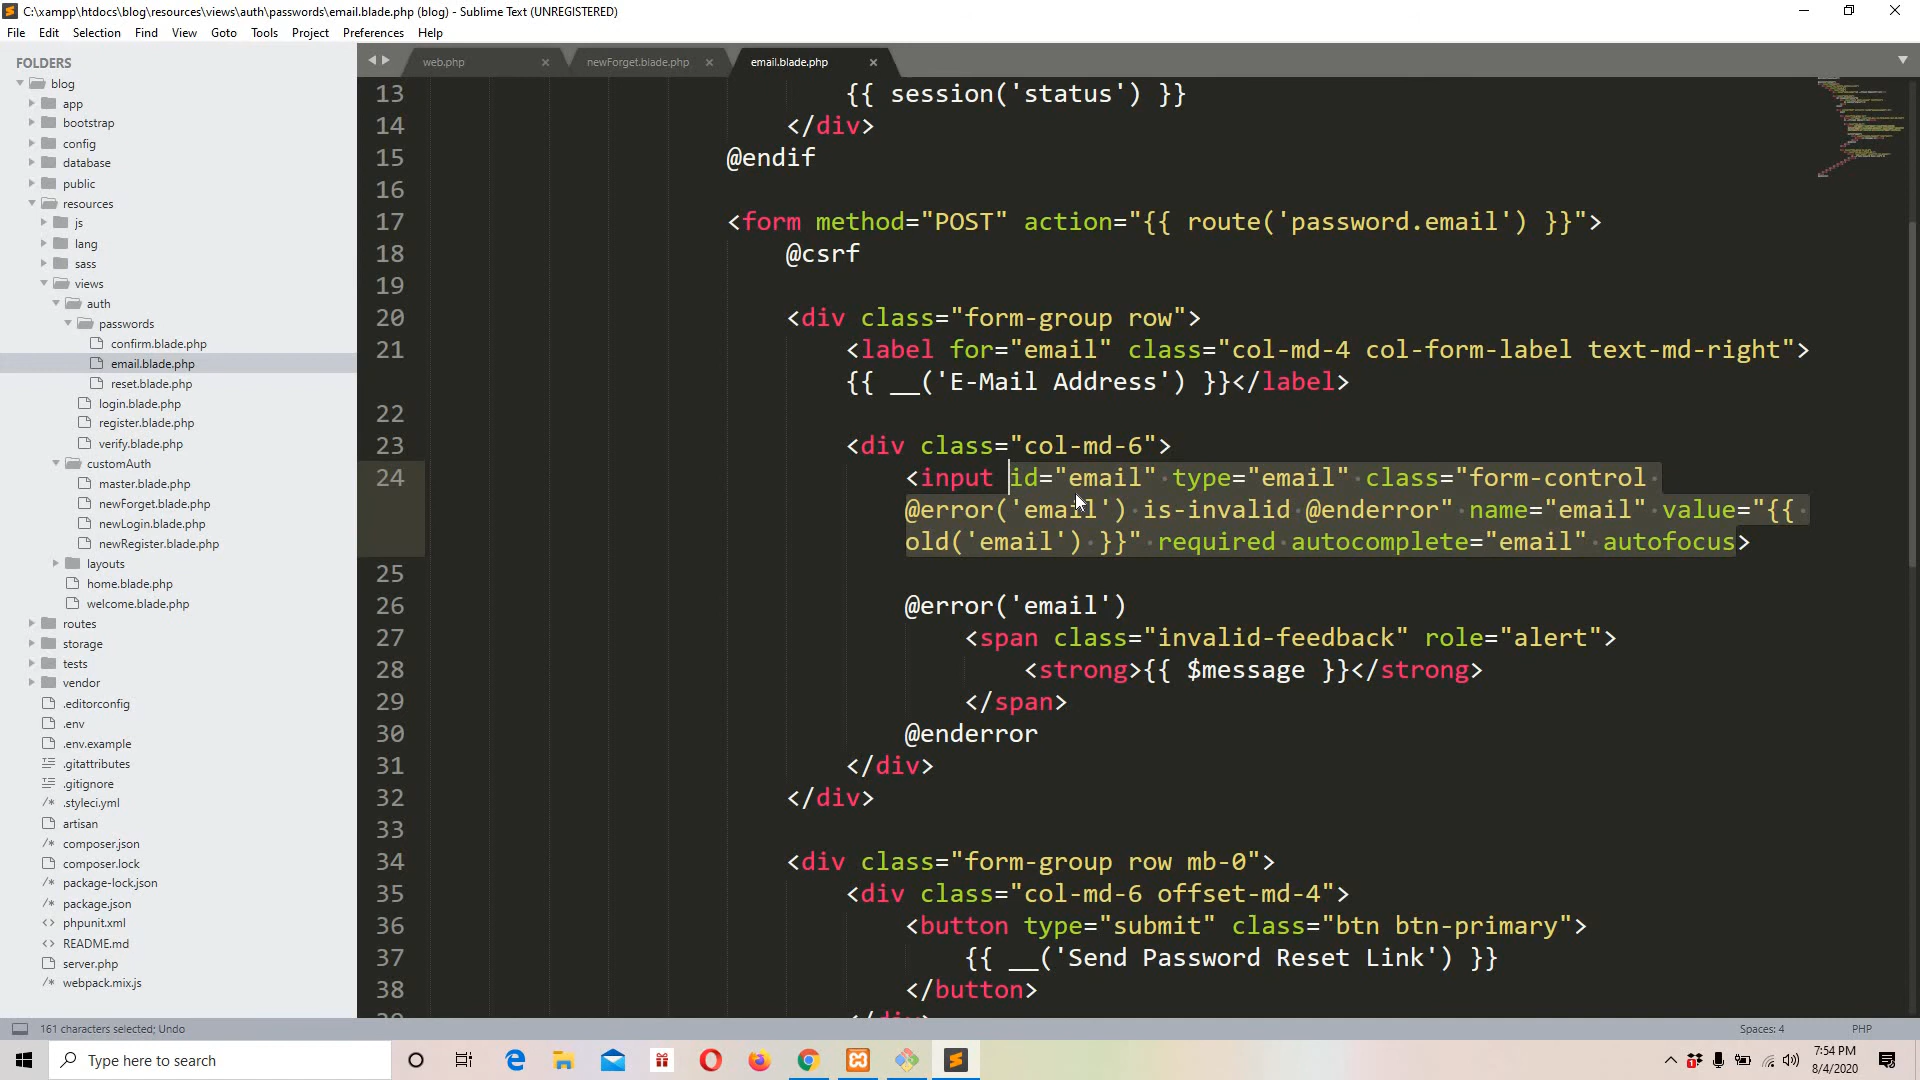 C:\xampp\htdocs\blog\resources\views\auth\passwords\email.blade.php (blog) - Sublime Text (UNREGISTERED)
File Edit Selection Find View Goto Tools Project Preferences Help
FOLDERS
blog
app
bootstrap
config
database
public
resources
js
lang
sass
views
auth
passwords
confirm.blade.php
email.blade.php
reset.blade.php
login.blade.php
register.blade.php
verify.blade.php
customAuth
master.blade.php
newForget.blade.php
newLogin.blade.php
newRegister.blade.php
layouts
home.blade.php
welcome.blade.php
routes
storage
tests
vendor
.editorconfig
.env
.env.example
.gitattributes
.gitignore
.styleci.yml
artisan
composer.json
composer.lock
package-lock.json
package.json
phpunit.xml
README.md
server.php
webpack.mix.js
web.php newForget.blade.php email.blade.php
13 {{ session('status') }}
14 </div>
15 @endif
16
17 <form method="POST" action="{{ route('password.email') }}">
18 @csrf
19
20 <div class="form-group row">
21 <label for="email" class="col-md-4 col-form-label text-md-right">
{{ __('E-Mail Address') }}</label>
22
23 <div class="col-md-6">
24 <input id="email" type="email" class="form-control
@error('email') is-invalid @enderror" name="email" value="{{
old('email') }}" required autocomplete="email" autofocus>
25
26 @error('email')
27 <span class="invalid-feedback" role="alert">
28 <strong>{{ $message }}</strong>
29 </span>
30 @enderror
31 </div>
32 </div>
33
34 <div class="form-group row mb-0">
35 <div class="col-md-6 offset-md-4">
36 <button type="submit" class="btn btn-primary">
37 {{ __('Send Password Reset Link') }}
38 </button>
161 characters selected; Undo Spaces: 4 PHP
Type here to search
7:54 PM
8/4/2020